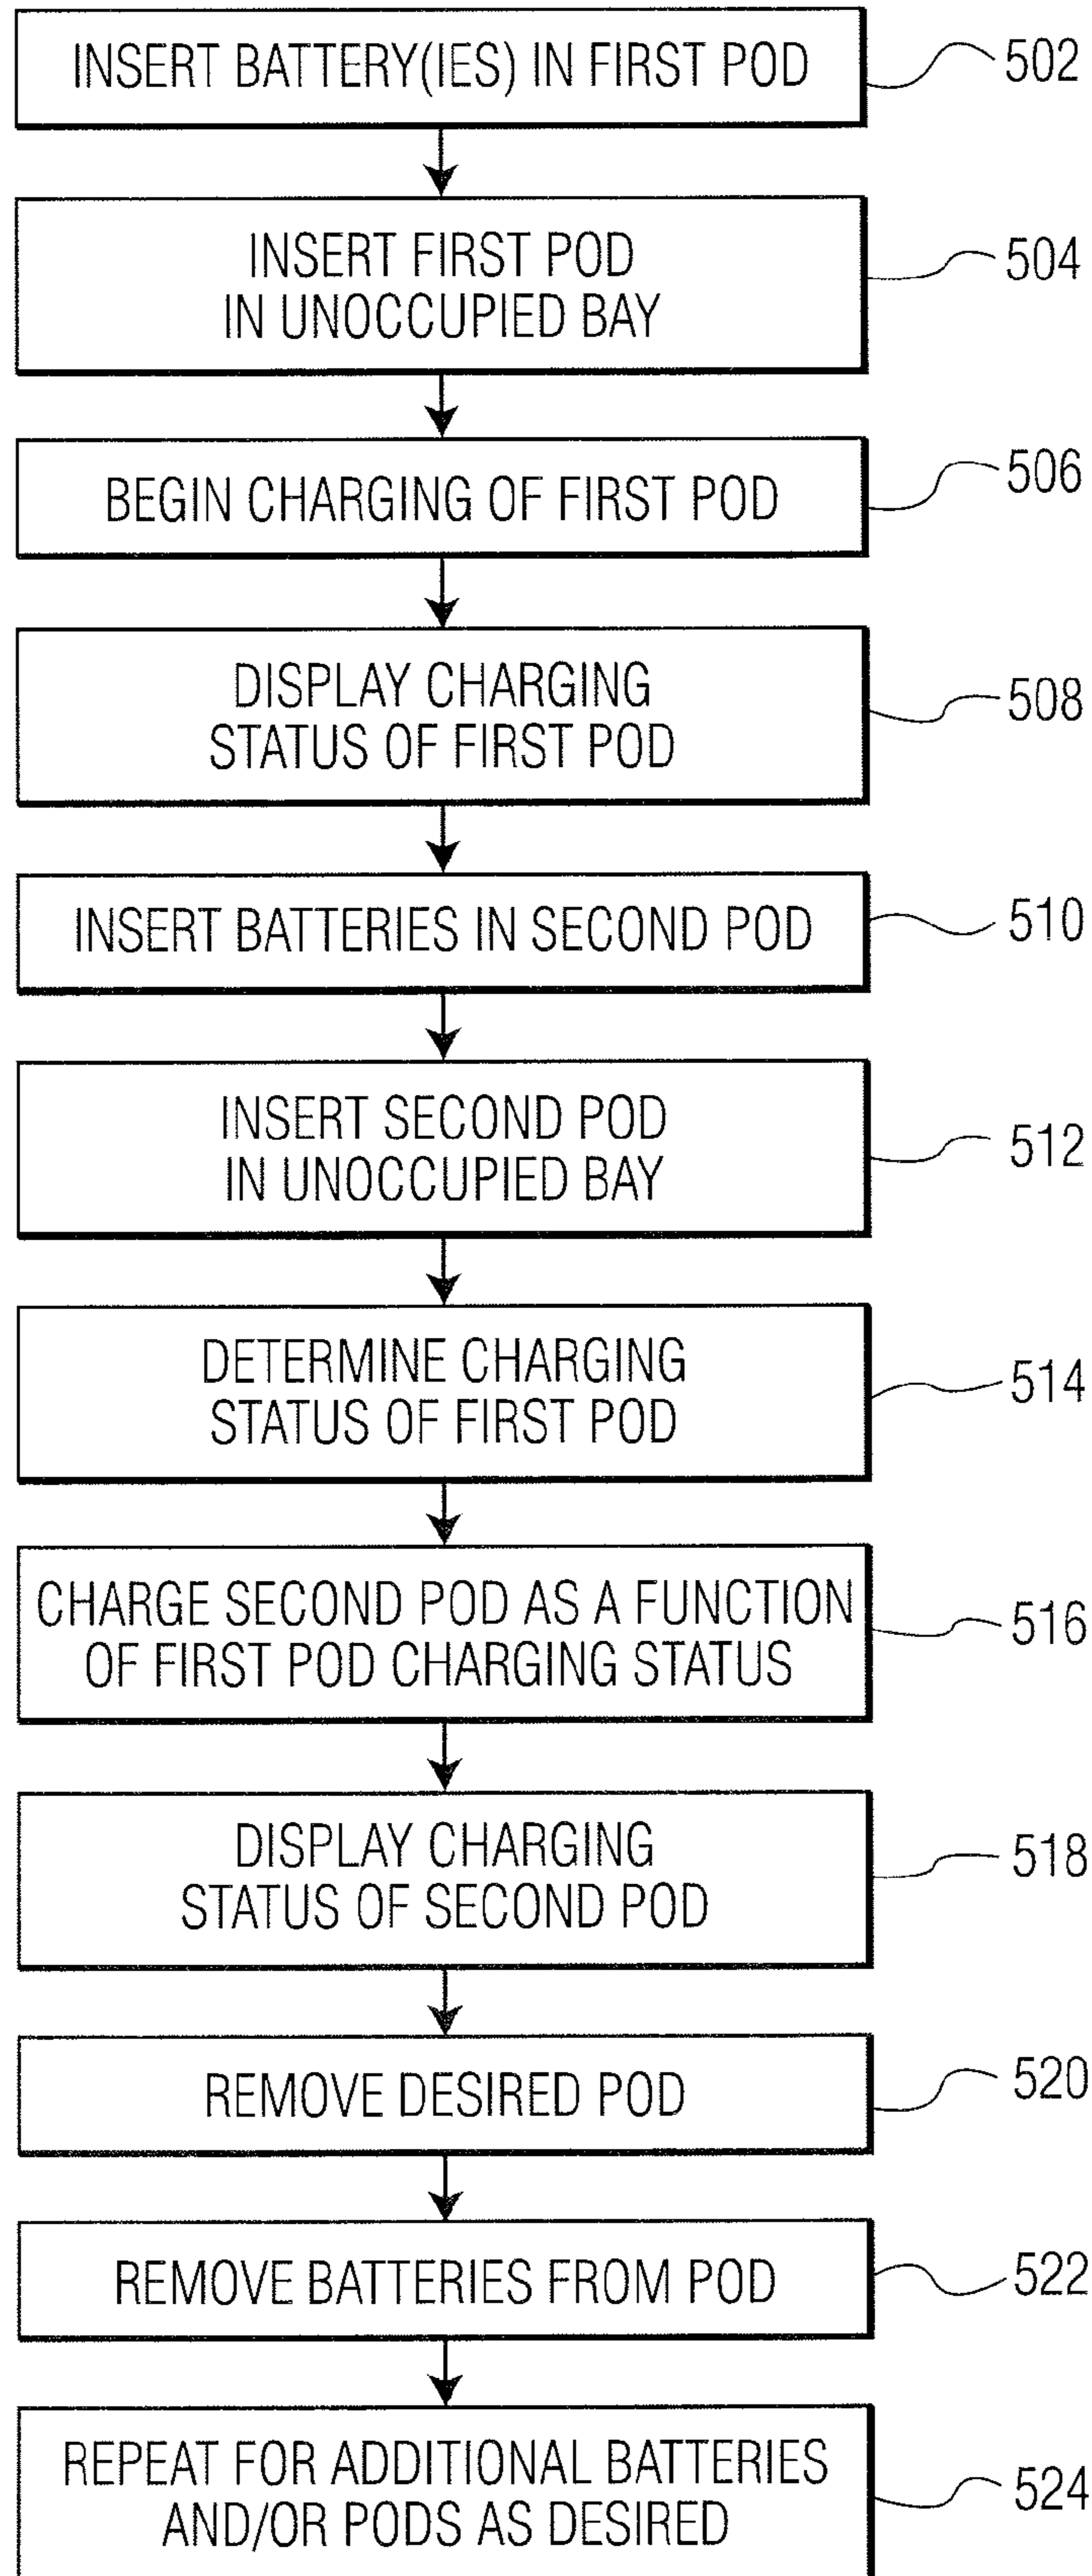 INSERT BATTERY(IES) IN FIRST POD
502
INSERT FIRST POD
IN UNOCCUPIED BAY
504
BEGIN CHARGING OF FIRST POD
506
DISPLAY CHARGING
STATUS OF FIRST POD
508
INSERT BATTERIES IN SECOND POD
510
INSERT SECOND POD
IN UNOCCUPIED BAY
512
DETERMINE CHARGING
STATUS OF FIRST POD
514
CHARGE SECOND POD AS A FUNCTION
OF FIRST POD CHARGING STATUS
516
DISPLAY CHARGING
STATUS OF SECOND POD
518
REMOVE DESIRED POD
520
REMOVE BATTERIES FROM POD
522
REPEAT FOR ADDITIONAL BATTERIES
AND/OR PODS AS DESIRED
524